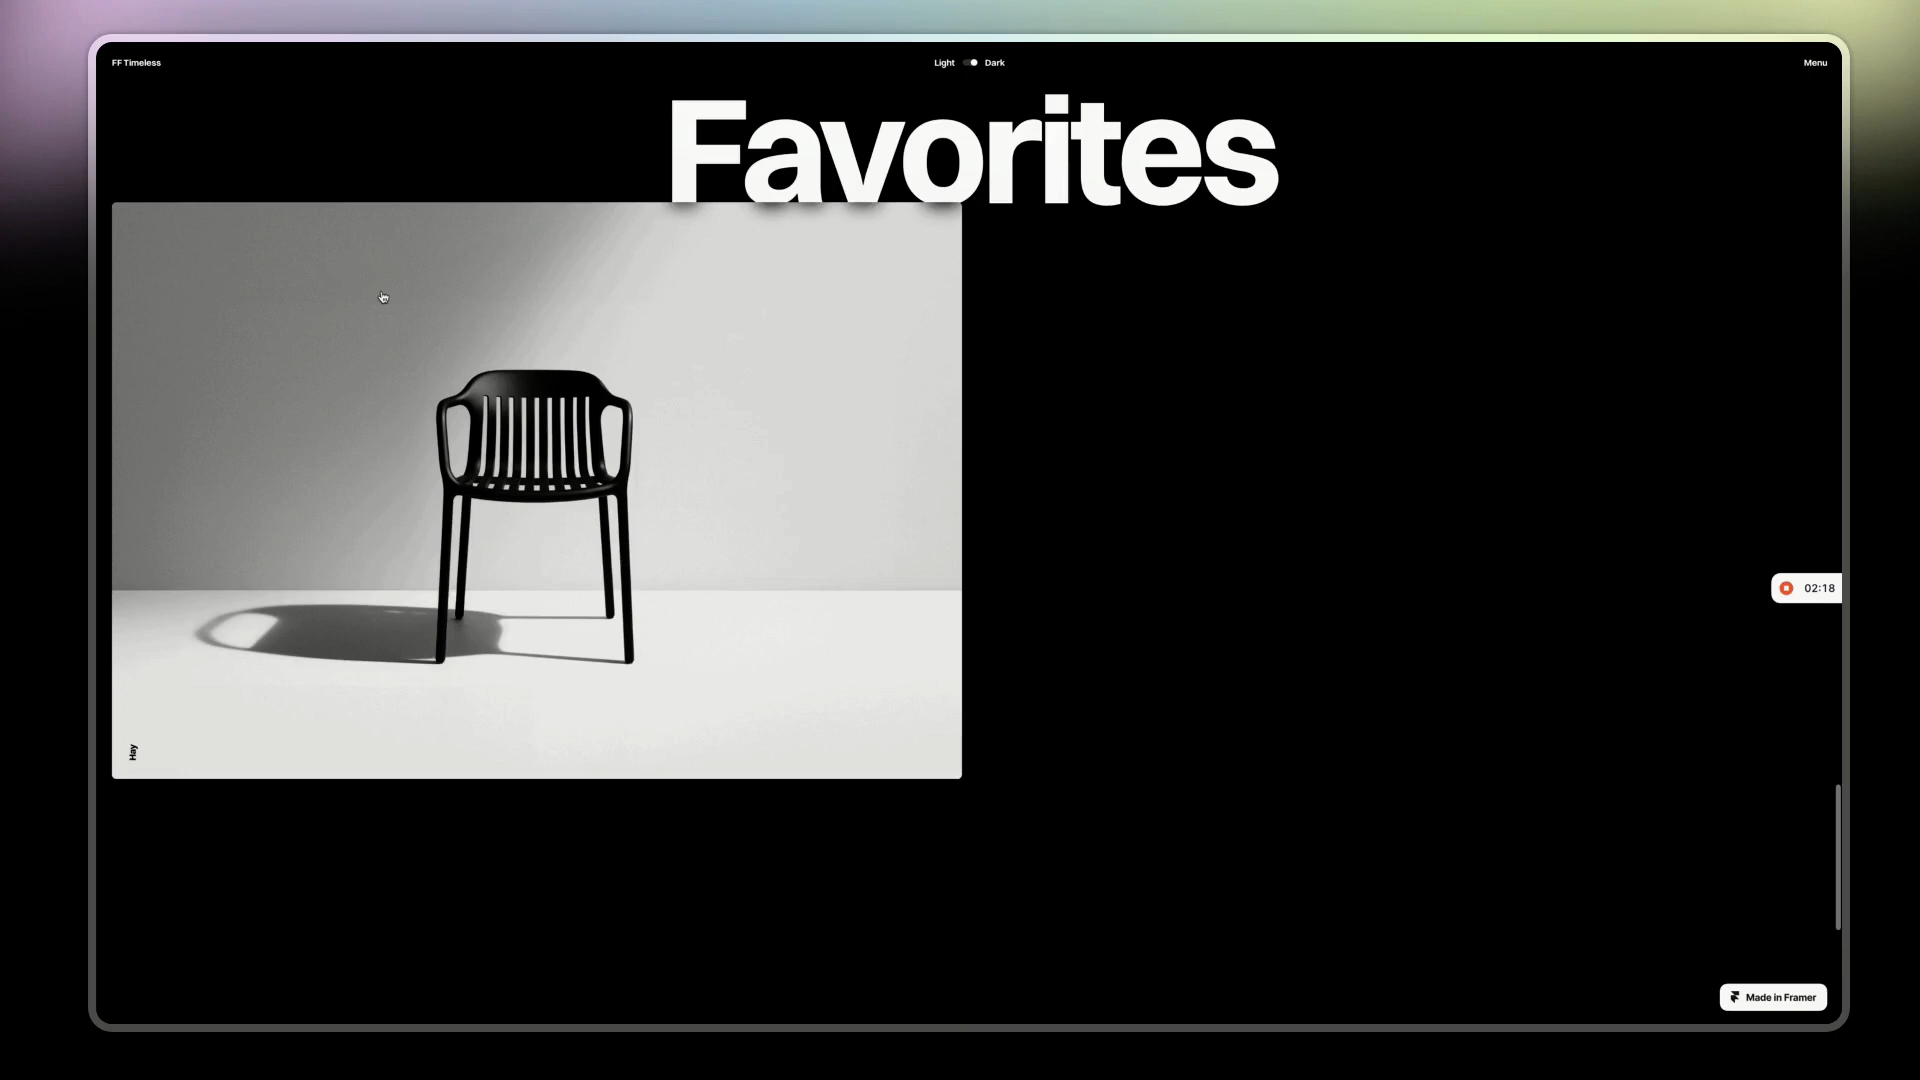 FF Timeless
Light Dark
Menu
Favorites
Hay
02:18
Made in Framer